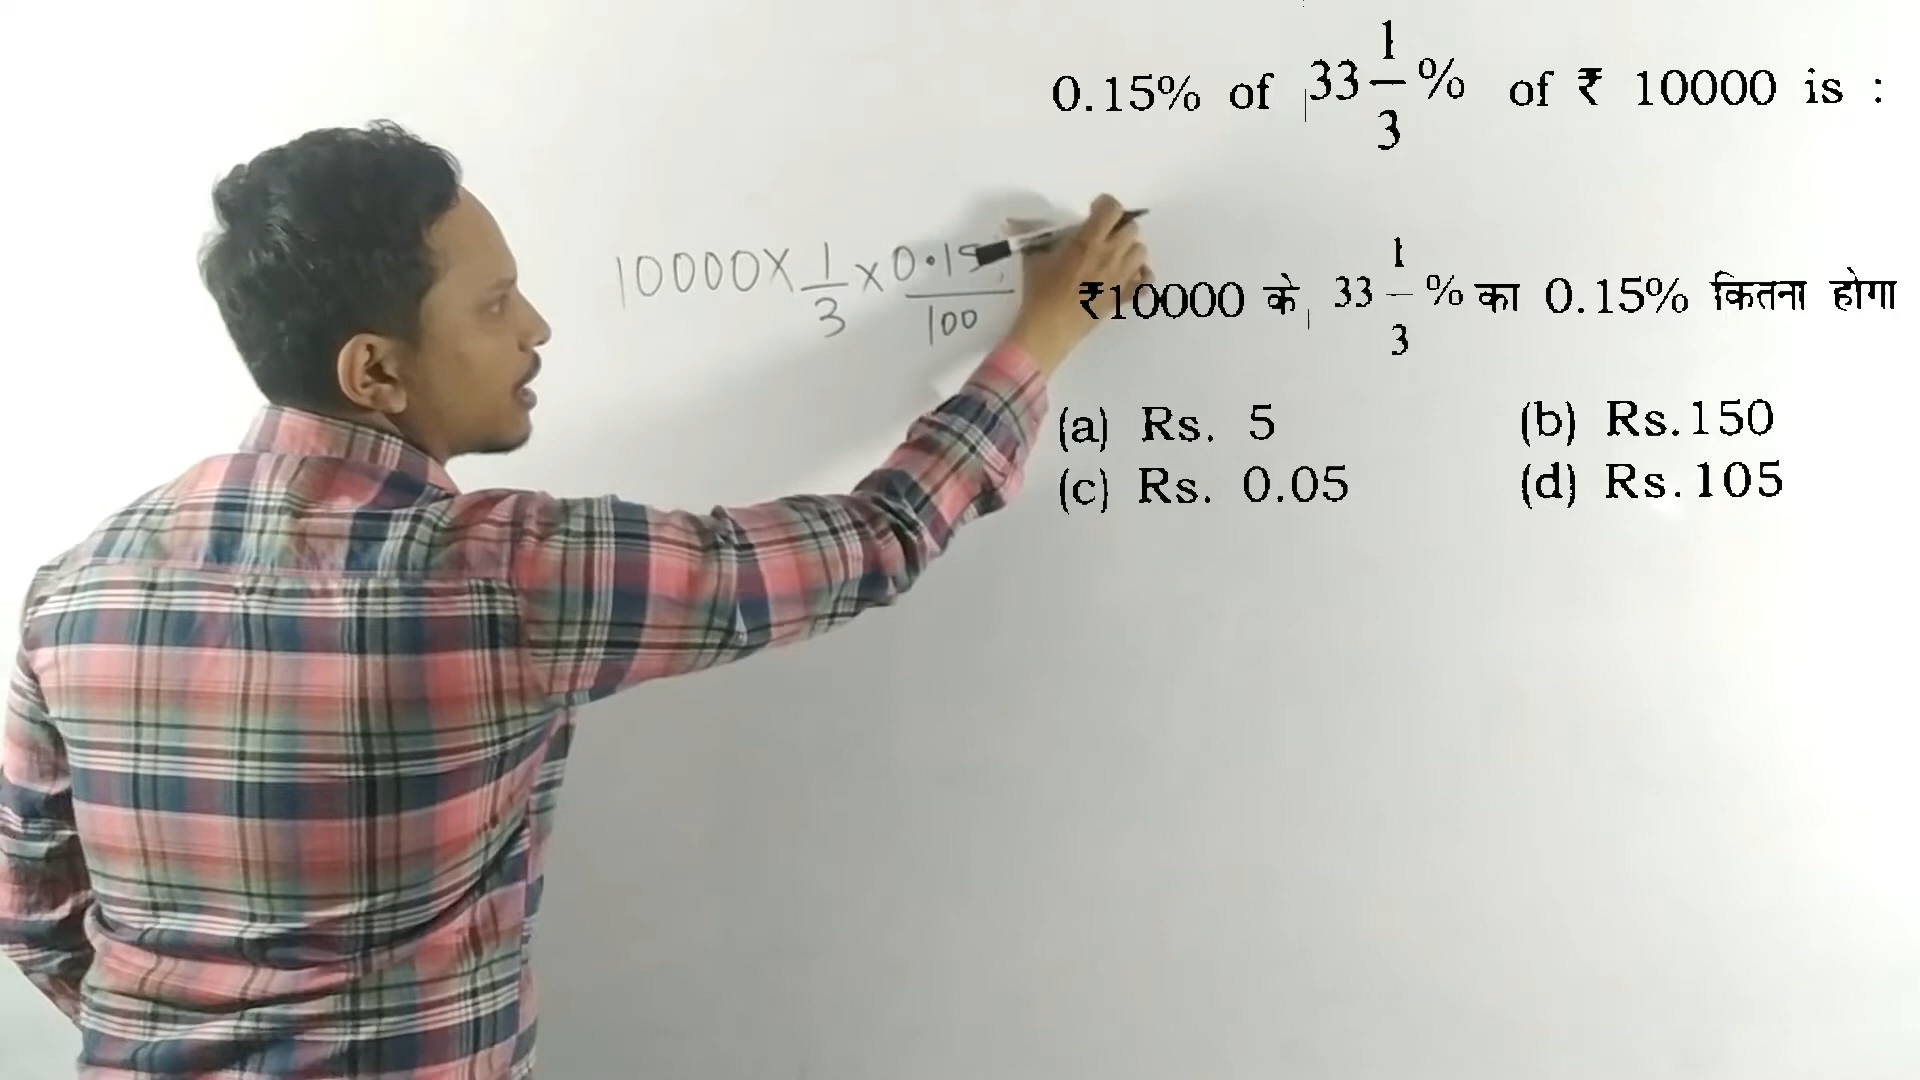 0.15% of 33 1/3 % of ₹ 10000 is :
10000 × 1/3 × 0.15/100
₹10000 के 33 1/3 % का 0.15% कितना होगा
(a) Rs. 5 (b) Rs.150
(c) Rs. 0.05 (d) Rs.105